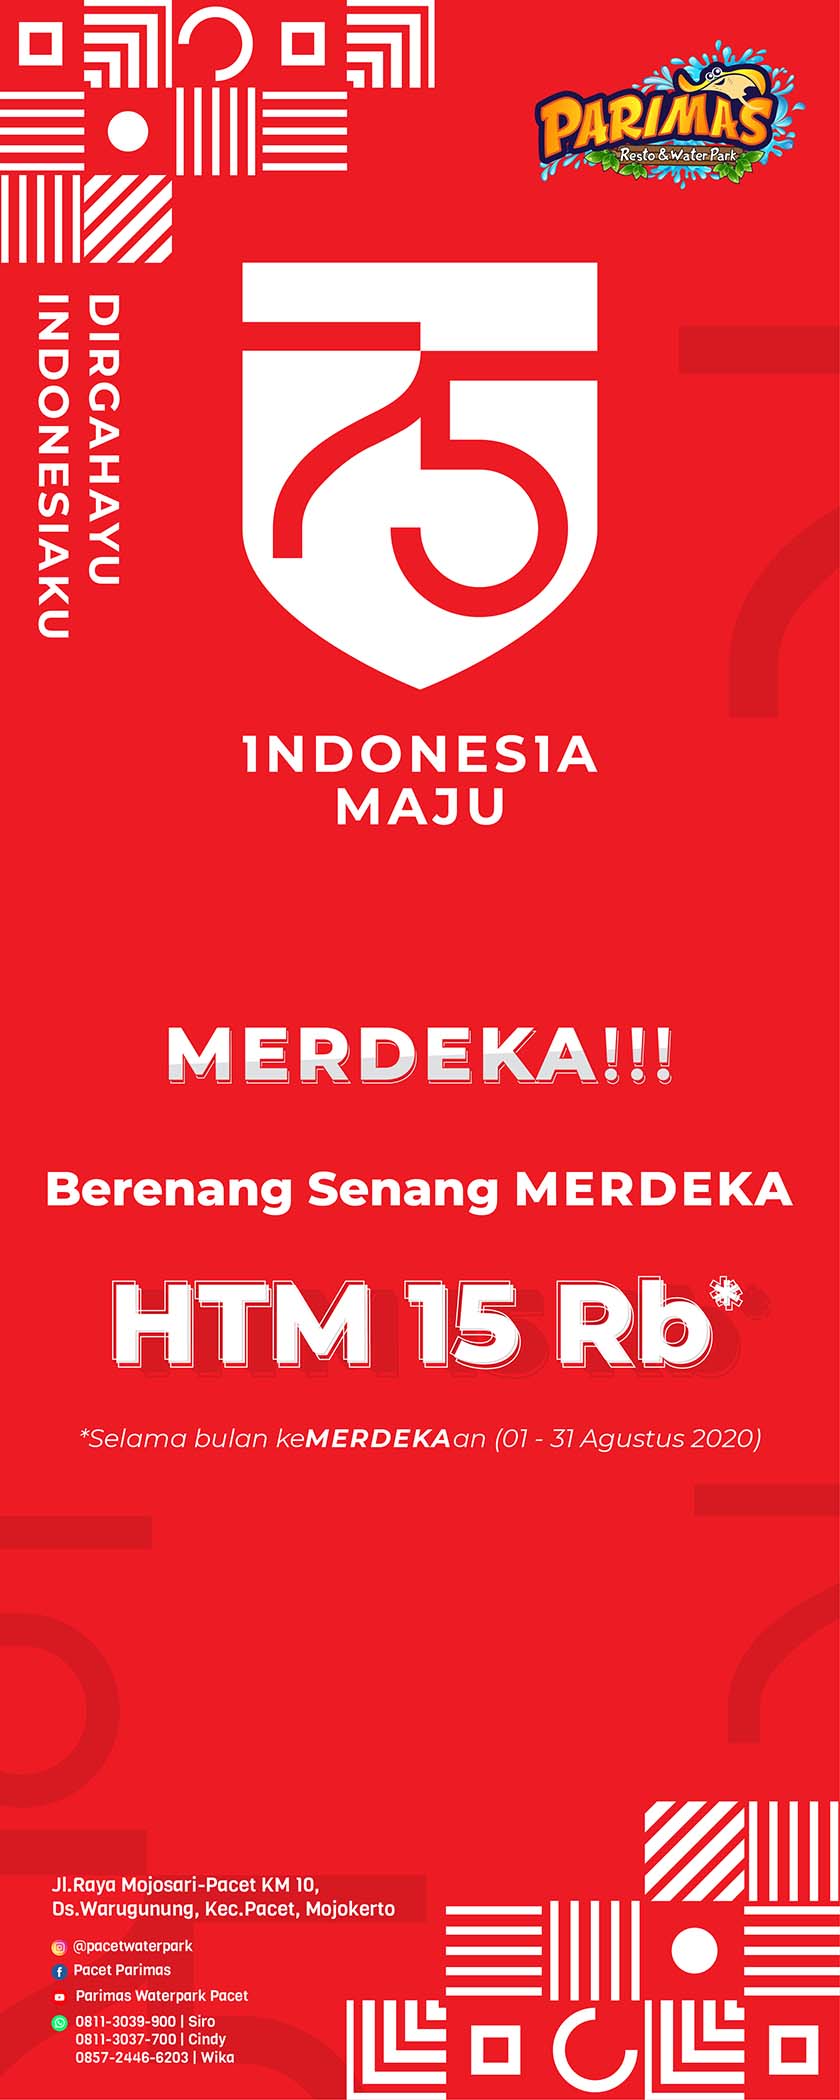 PARIMAS
Resto & Water Park
DIRGAHAYU
INDONESIAKU
75
1NDONES1A
MAJU
MERDEKA!!!
Berenang Senang MERDEKA
HTM 15 Rb*
*Selama bulan keMERDEKAan (01 - 31 Agustus 2020)
Jl.Raya Mojosari-Pacet KM 10,
Ds.Warugunung, Kec.Pacet, Mojokerto
@pacetwaterpark
Pacet Parimas
Parimas Waterpark Pacet
0811-3039-900 | Siro
0811-3037-700 | Cindy
0857-2446-6203 | Wika